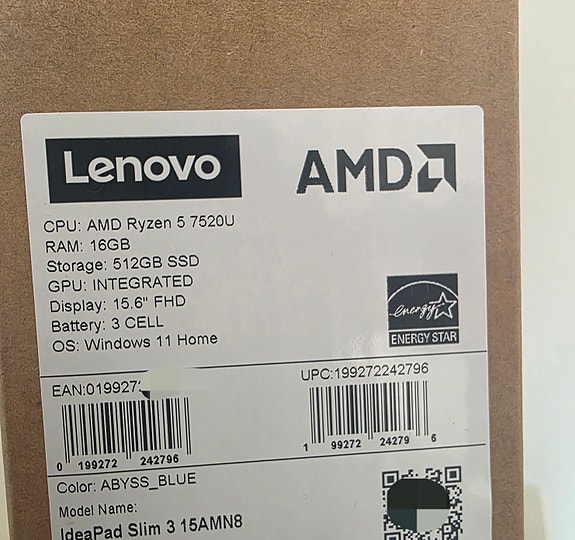 Lenovo
AMD
CPU: AMD Ryzen 5 7520U
RAM: 16GB
Storage: 512GB SSD
GPU: INTEGRATED
Display: 15.6" FHD
Battery: 3 CELL
OS: Windows 11 Home
energy
ENERGY STAR
EAN:019927
UPC:199272242796
0 199272 242796
1 99272 24279 6
Color: ABYSS_BLUE
Model Name:
IdeaPad Slim 3 15AMN8